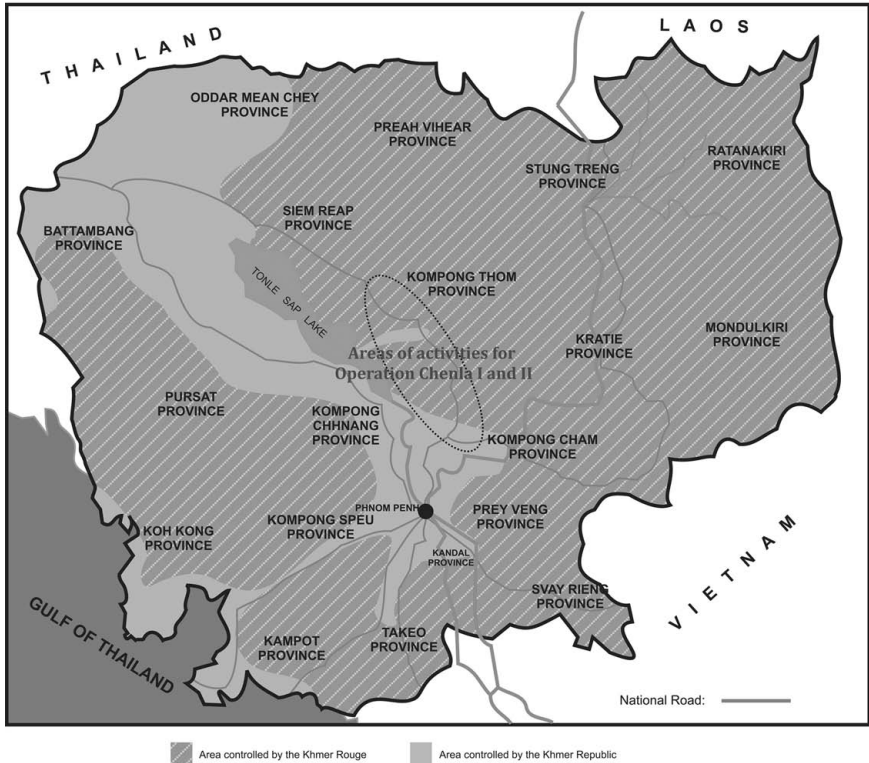 THAILAND
LAOS
ODDAR MEAN CHEY
PROVINCE
PREAH VIHEAR
PROVINCE
STUNG TRENG
PROVINCE
RATANAKIRI
PROVINCE
SIEM REAP
PROVINCE
BATTAMBANG
PROVINCE
TONLE SAP LAKE
KOMPONG THOM
PROVINCE
KRATIE
PROVINCE
MONDULKIRI
PROVINCE
Areas of activities for
Operation Chenla I and II
PURSAT
PROVINCE
KOMPONG
CHHNANG
PROVINCE
KOMPONG CHAM
PROVINCE
PHNOM PENH
KOMPONG SPEU
PROVINCE
PREY VENG
PROVINCE
KOH KONG
PROVINCE
KANDAL
PROVINCE
SVAY RIENG
PROVINCE
VIETNAM
GULF OF THAILAND
KAMPOT
PROVINCE
TAKEO
PROVINCE
National Road:
Area controlled by the Khmer Rouge
Area controlled by the Khmer Republic